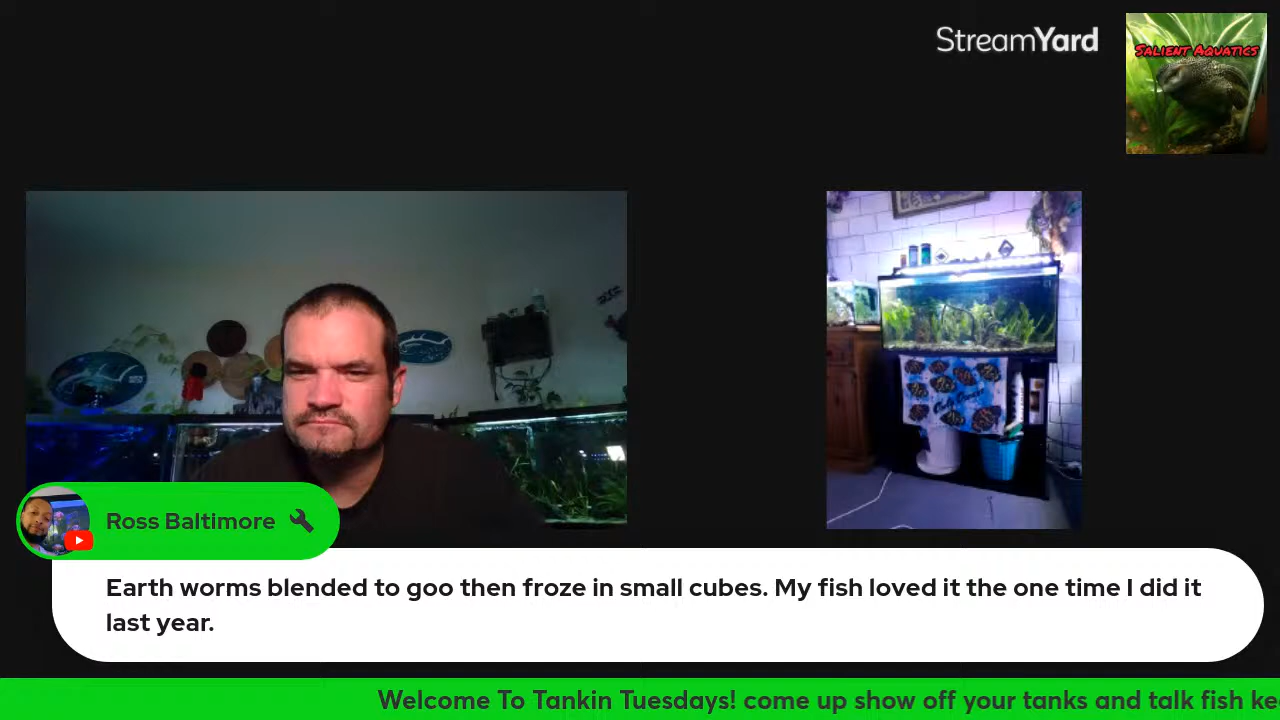 StreamYard
Salient Aquatics
Ross Baltimore
Earth worms blended to goo then froze in small cubes. My fish loved it the one time I did it
last year.
Welcome To Tankin Tuesdays! come up show off your tanks and talk fish ke